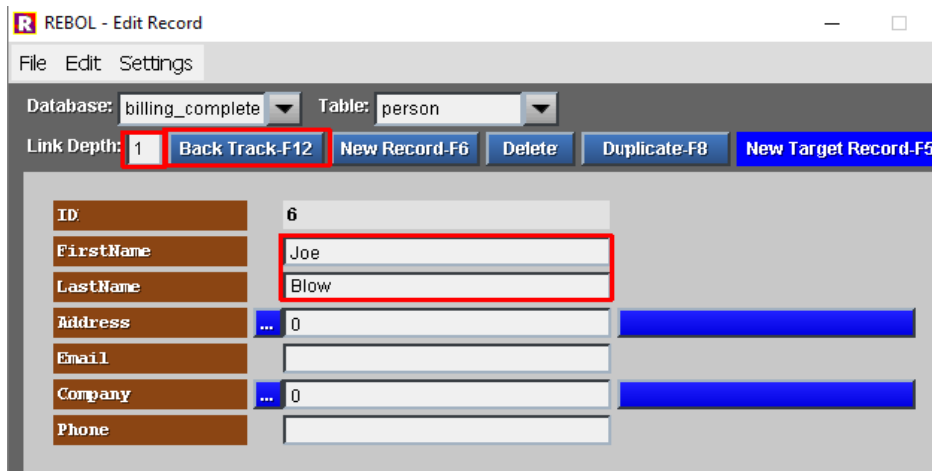 R REBOL - Edit Record
File Edit Settings
Database: billing_complete Table: person
Link Depth: 1 Back Track-F12 New Record-F6 Delete Duplicate-F8 New Target Record-F5
ID 6
FirstName Joe
LastName Blow
Address ... 0
Email
Company ... 0
Phone